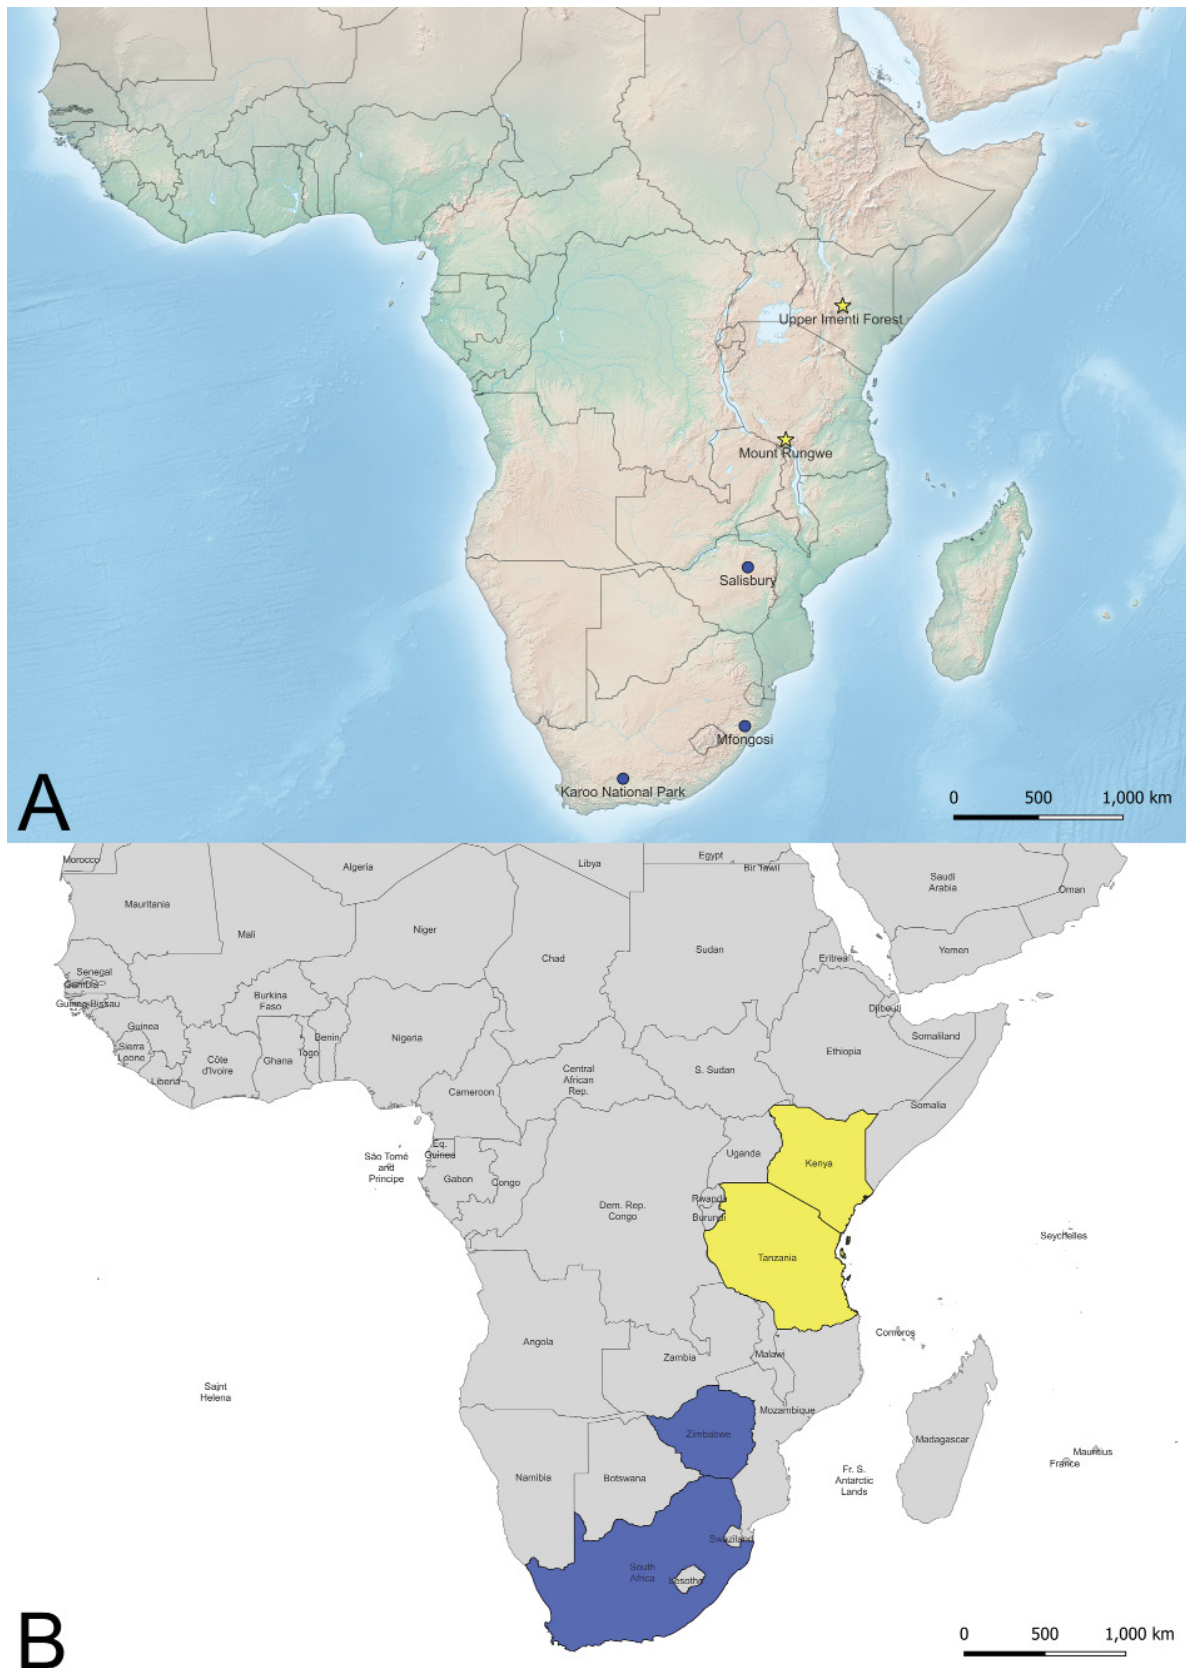 Upper Imenti Forest
Mount Rungwe
Salisbury
Mfongosi
Karoo National Park
A
0 500 1,000 km
Morocco
Algeria
Libya
Egypt
Bir Tawil
Saudi
Arabia
Oman
Mauritania
Mali
Niger
Chad
Sudan
Eritrea
Yemen
Senegal
Gambia
Guinea-Bissau
Guinea
Sierra
Leone
Liberia
Côte
d'Ivoire
Burkina
Faso
Ghana
Togo
Benin
Nigeria
Cameroon
Central
African
Rep.
S. Sudan
Ethiopia
Djibouti
Somaliland
Somalia
São Tomé
and
Principe
Eq.
Guinea
Gabon
Congo
Dem. Rep.
Congo
Uganda
Kenya
Rwanda
Burundi
Tanzania
Seychelles
Comoros
Angola
Zambia
Malawi
Mozambique
Saint
Helena
Zimbabwe
Namibia
Botswana
Madagascar
Mauritius
France
Fr. S.
Antarctic
Lands
Swaziland
South
Africa
Lesotho
B
0 500 1,000 km